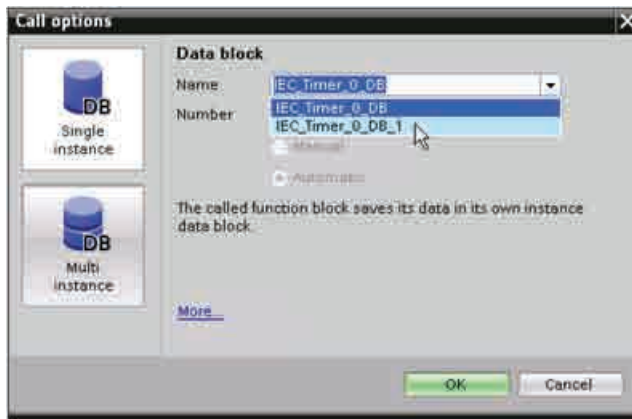 Call options
Data block
Name
IEC_Timer_0_DB
IEC_Timer_0_DB
Number
IEC_Timer_0_DB_1
Manual
Automatic
DB
Single
instance
The called function block saves its data in its own instance
data block.
DB
Multi
instance
More...
OK
Cancel